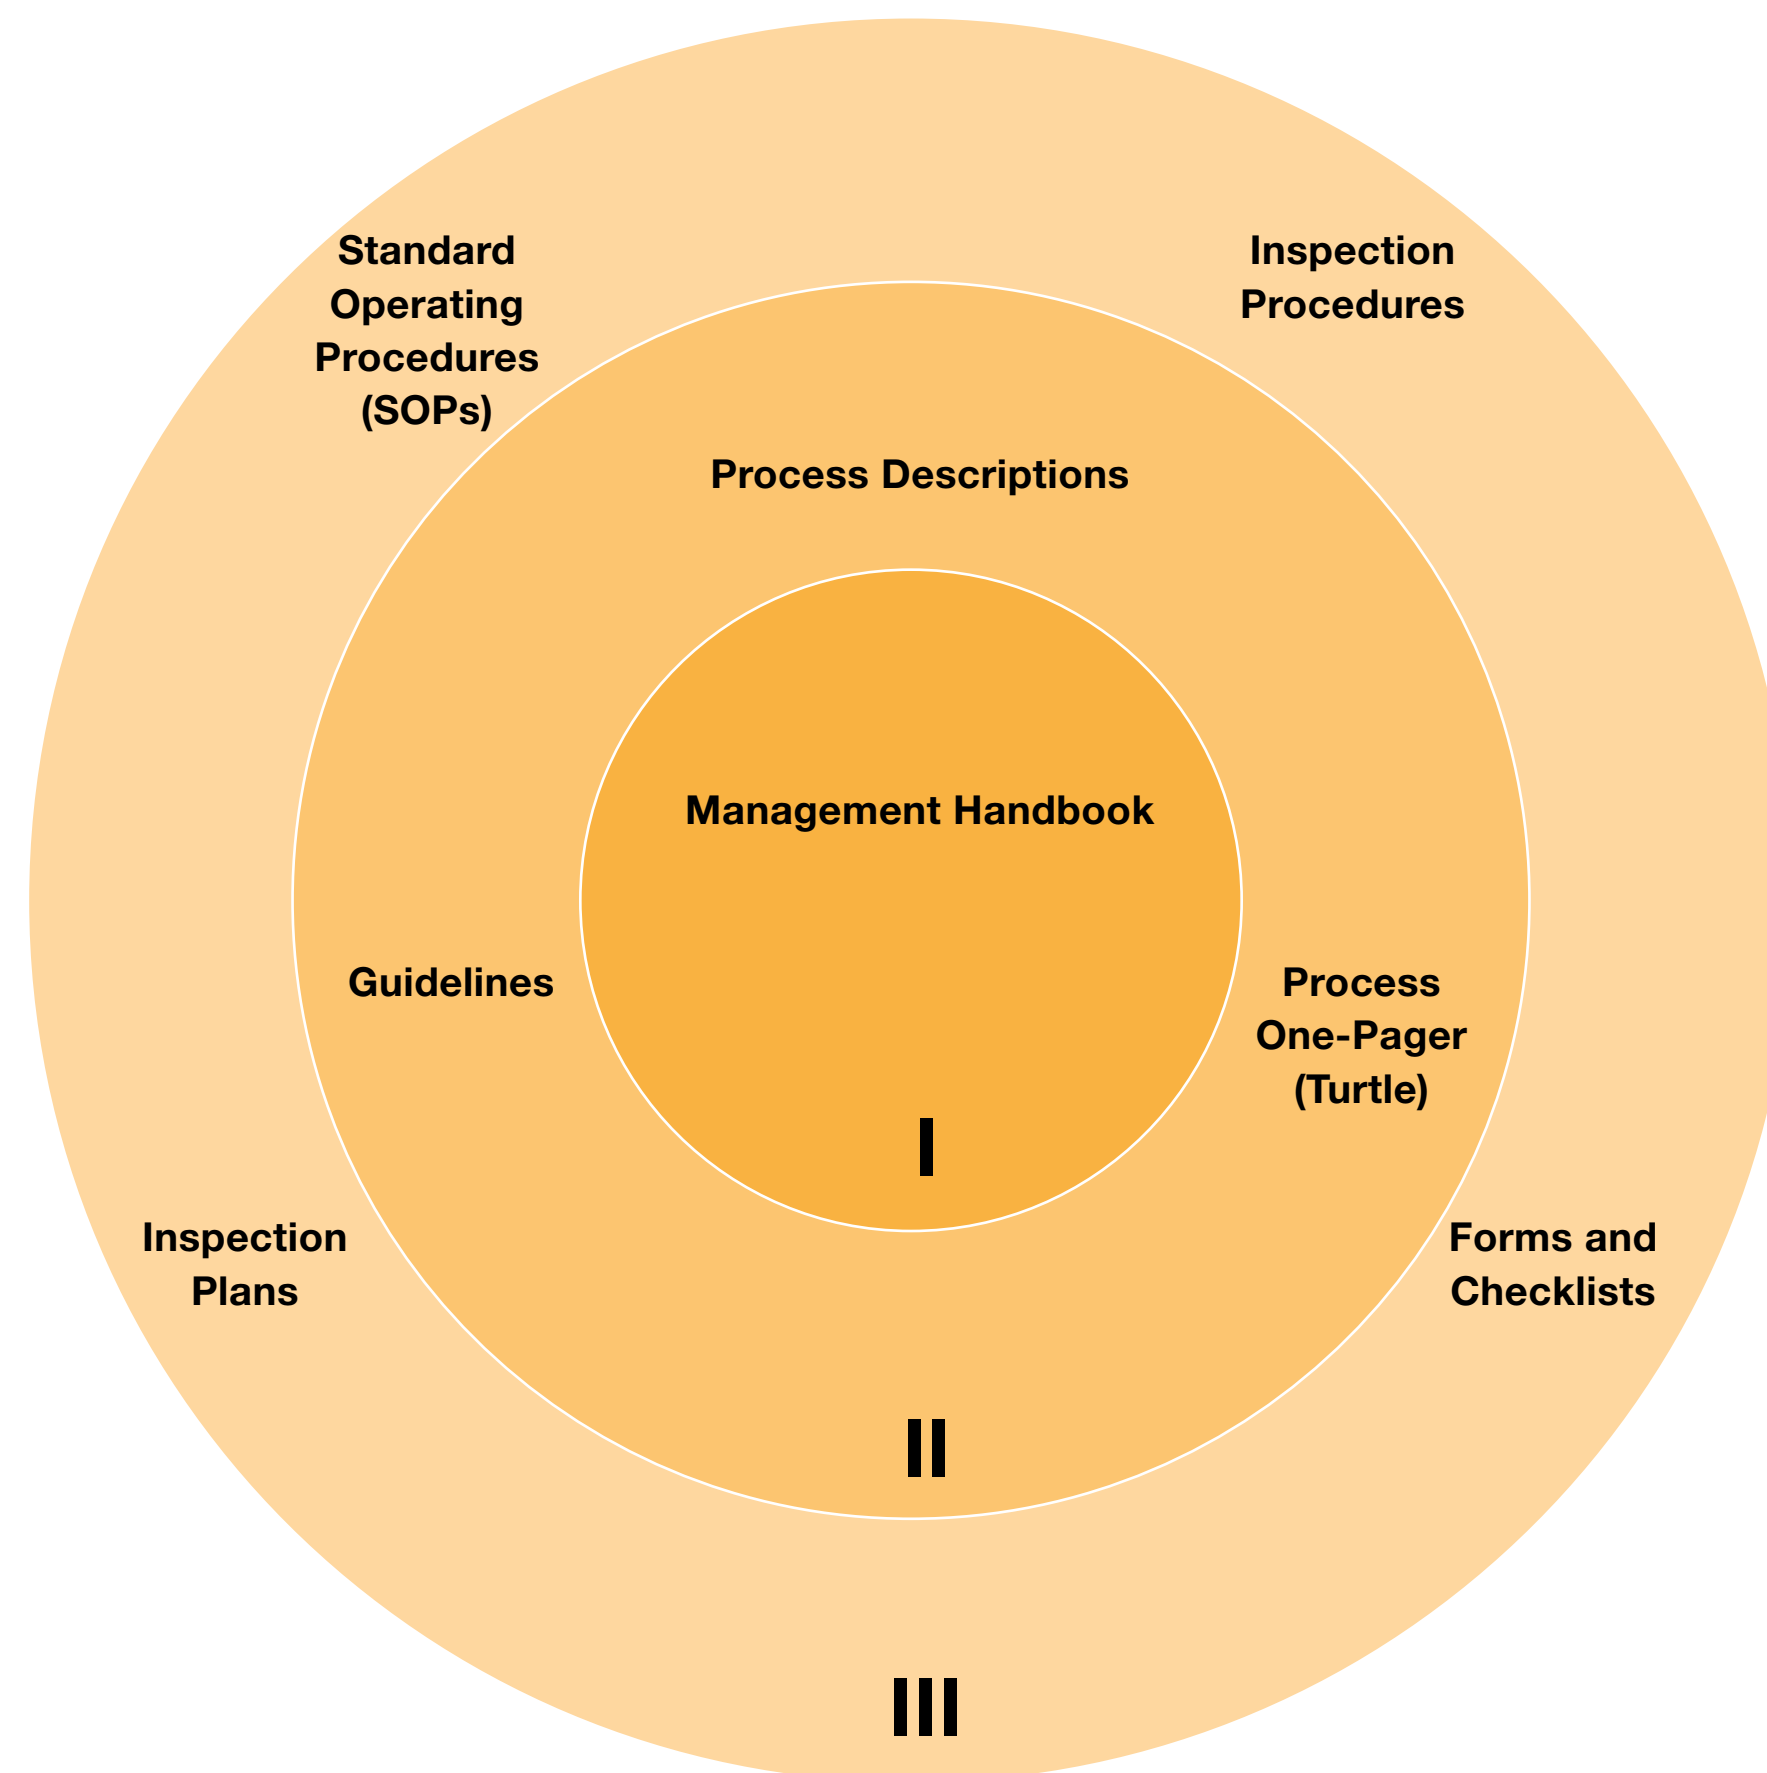 Standard
Operating
Procedures
(SOPs)
Inspection
Procedures
Process Descriptions
Management Handbook
Guidelines
Process
One-Pager
(Turtle)
I
Inspection
Plans
Forms and
Checklists
II
III